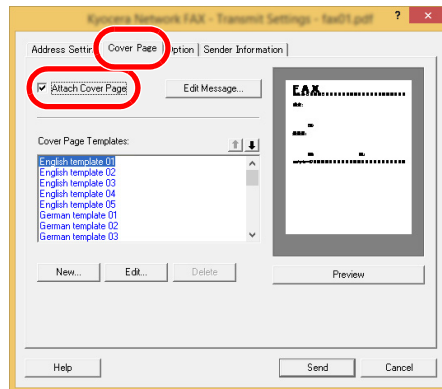 Kyocera Network FAX - Transmit Settings - fax01.pdf ? ×
Address Settin Cover Page ption Sender Information
Attach Cover Page Edit Message...
FAX
Cover Page Templates:
English template 01
English template 02
English template 03
English template 04
English template 05
German template 01
German template 02
German template 03
New... Edit... Delete Preview
Help Send Cancel